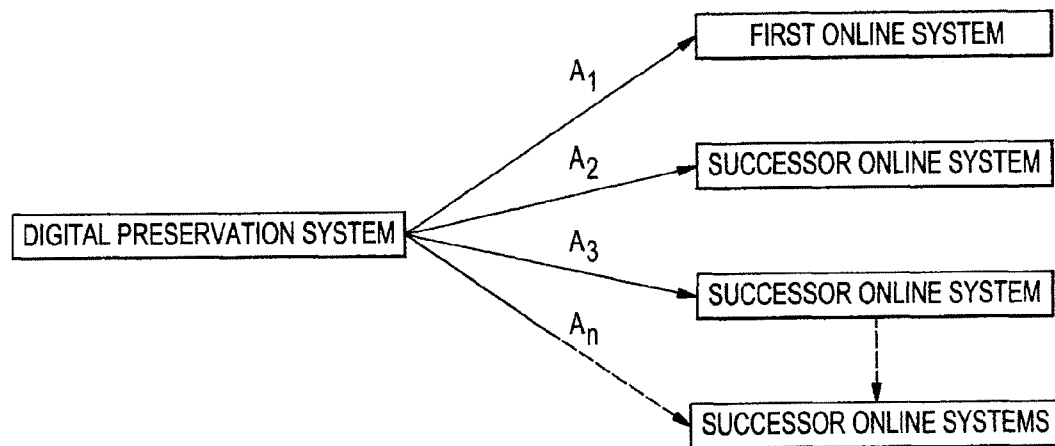 FIRST ONLINE SYSTEM
A1
A2
SUCCESSOR ONLINE SYSTEM
DIGITAL PRESERVATION SYSTEM
A3
SUCCESSOR ONLINE SYSTEM
An
SUCCESSOR ONLINE SYSTEMS